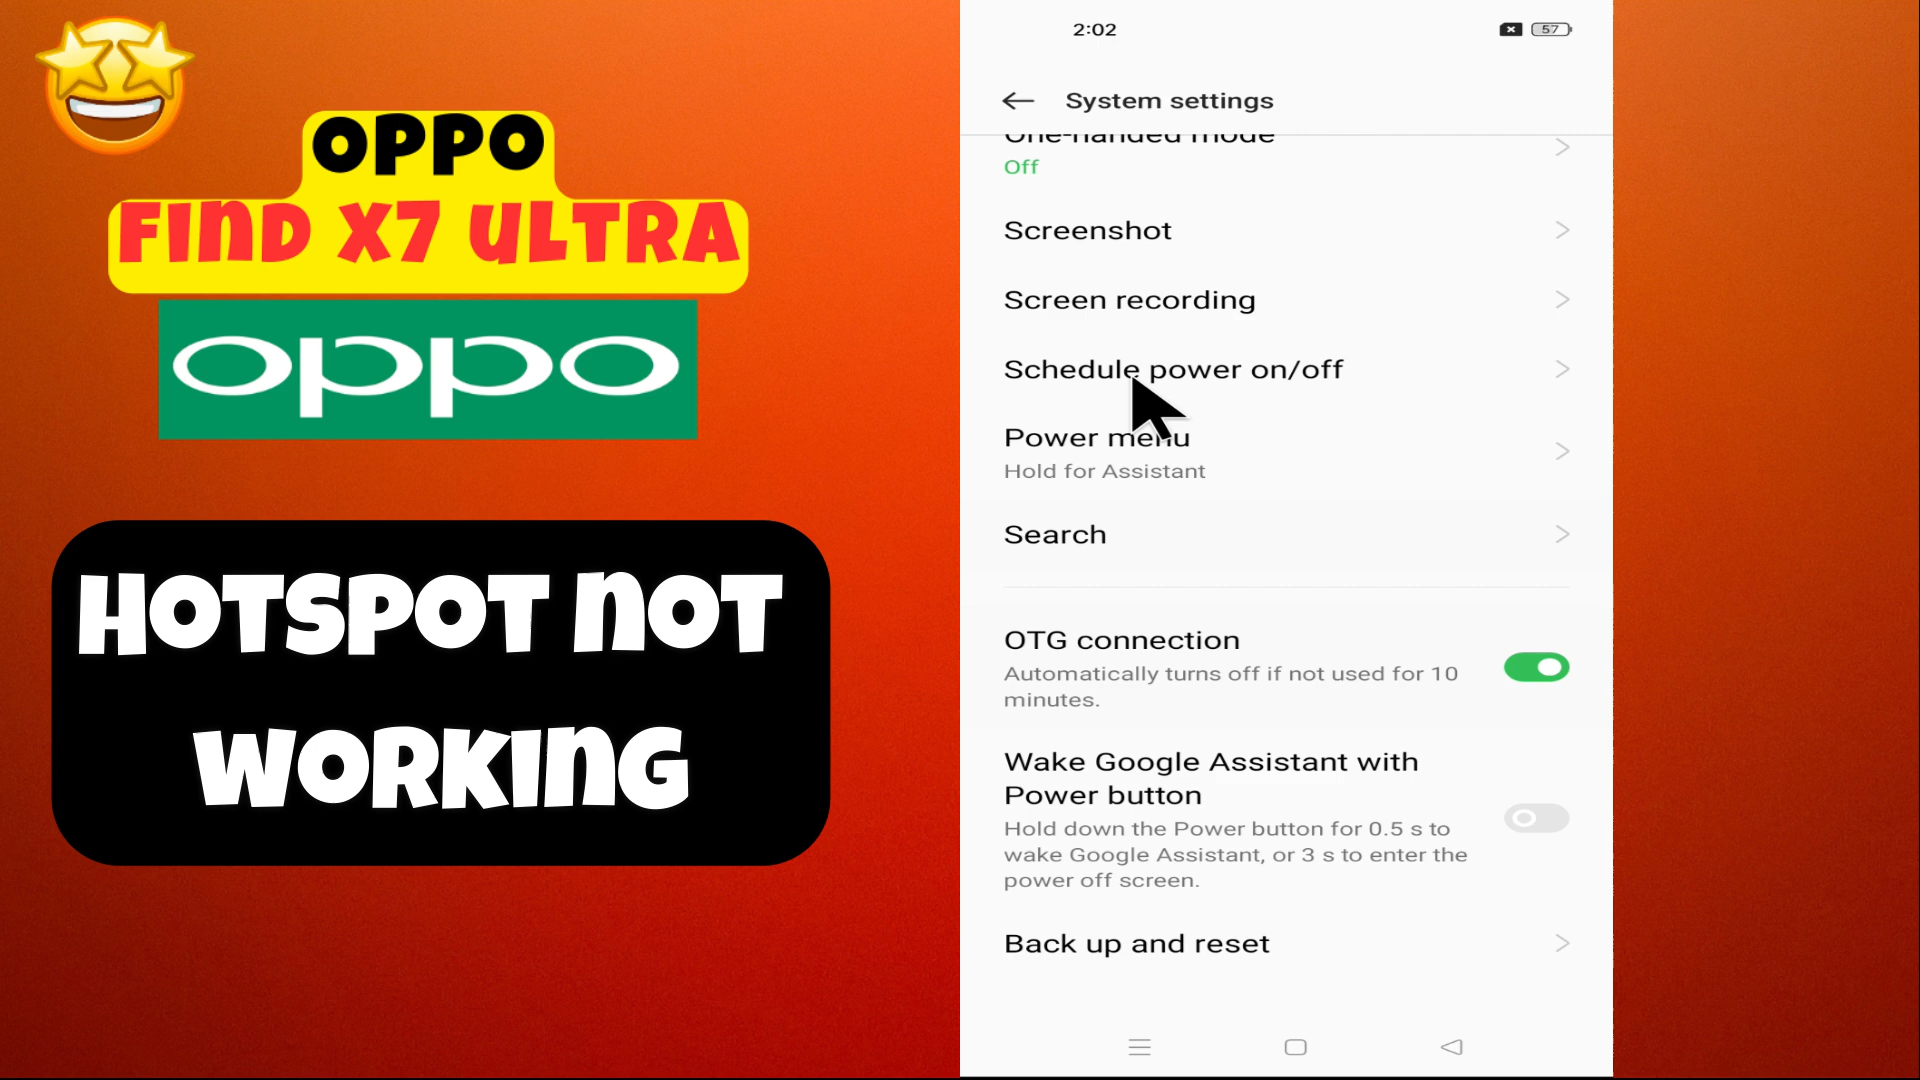 OPPO
FIND X7 ULTRA
oppo
HOTSPOT NOT
WORKING
2:02
57
System settings
One-handed mode
Off
Screenshot
Screen recording
Schedule power on/off
Power menu
Hold for Assistant
Search
OTG connection
Automatically turns off if not used for 10
minutes.
Wake Google Assistant with
Power button
Hold down the Power button for 0.5 s to
wake Google Assistant, or 3 s to enter the
power off screen.
Back up and reset